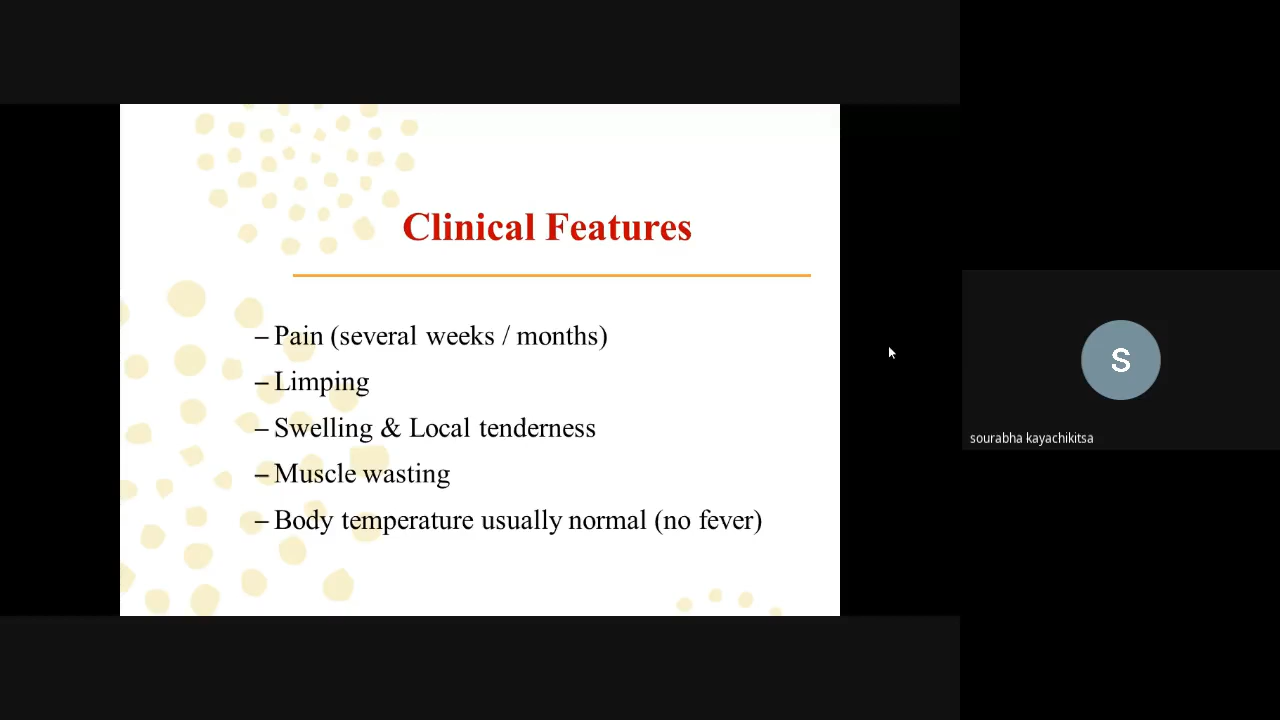 Clinical Features
– Pain (several weeks / months)
– Limping
– Swelling & Local tenderness
– Muscle wasting
– Body temperature usually normal (no fever)
S
sourabha kayachikitsa